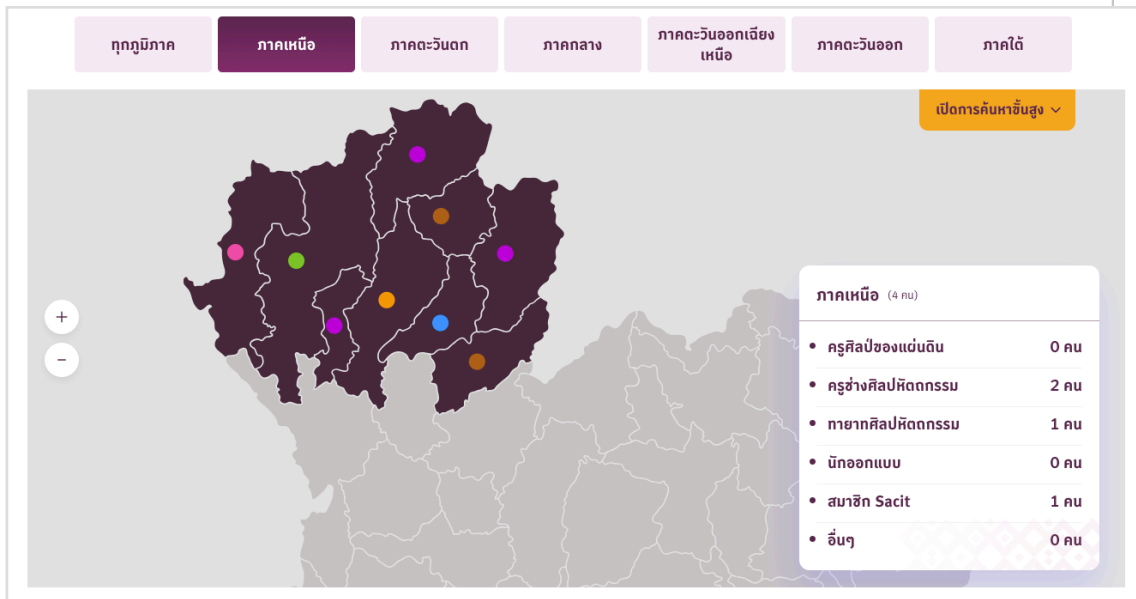 ทุกภูมิภาค
ภาคเหนือ
ภาคตะวันตก
ภาคกลาง
ภาคตะวันออกเฉียง
เหนือ
ภาคตะวันออก
ภาคใต้
เปิดการค้นหาขั้นสูง
+
−
ภาคเหนือ (4 คน)
• ครูศิลป์ของแผ่นดิน 0 คน
• ครูช่างศิลปหัตถกรรม 2 คน
• ทายาทศิลปหัตถกรรม 1 คน
• นักออกแบบ 0 คน
• สมาชิก Sacit 1 คน
• อื่นๆ 0 คน